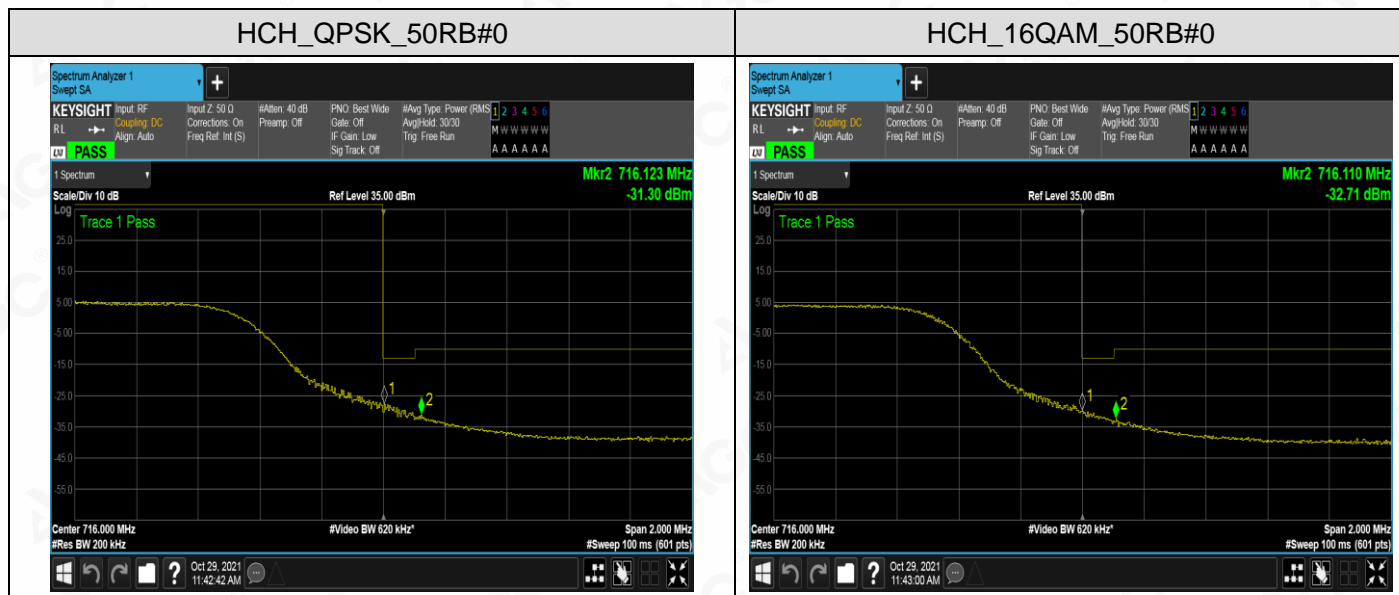 HCH_QPSK_50RB#0
HCH_16QAM_50RB#0
Spectrum Analyzer 1
Swept SA
+
KEYSIGHT
RL
LXI
PASS
Input: RF
Coupling: DC
Align: Auto
Input Z: 50 Ω
Corrections: On
Freq Ref: Int (S)
#Atten: 40 dB
Preamp: Off
PNO: Best Wide
Gate: Off
IF Gain: Low
Sig Track: Off
#Avg Type: Power (RMS
Avg|Hold: 30/30
Trig: Free Run
1 2 3 4 5 6
M W W W W W
A A A A A A
1 Spectrum
Scale/Div 10 dB
Ref Level 35.00 dBm
Mkr2 716.123 MHz
-31.30 dBm
Log
Trace 1 Pass
25.0
15.0
5.00
-5.00
-15.0
-25.0
-35.0
-45.0
-55.0
1
2
Center 716.000 MHz
#Video BW 620 kHz*
Span 2.000 MHz
#Res BW 200 kHz
#Sweep 100 ms (601 pts)
?
Oct 29, 2021
11:42:42 AM
Spectrum Analyzer 1
Swept SA
+
KEYSIGHT
RL
LXI
PASS
Input: RF
Coupling: DC
Align: Auto
Input Z: 50 Ω
Corrections: On
Freq Ref: Int (S)
#Atten: 40 dB
Preamp: Off
PNO: Best Wide
Gate: Off
IF Gain: Low
Sig Track: Off
#Avg Type: Power (RMS
Avg|Hold: 30/30
Trig: Free Run
1 2 3 4 5 6
M W W W W W
A A A A A A
1 Spectrum
Scale/Div 10 dB
Ref Level 35.00 dBm
Mkr2 716.110 MHz
-32.71 dBm
Log
Trace 1 Pass
25.0
15.0
5.00
-5.00
-15.0
-25.0
-35.0
-45.0
-55.0
1
2
Center 716.000 MHz
#Video BW 620 kHz*
Span 2.000 MHz
#Res BW 200 kHz
#Sweep 100 ms (601 pts)
?
Oct 29, 2021
11:43:00 AM